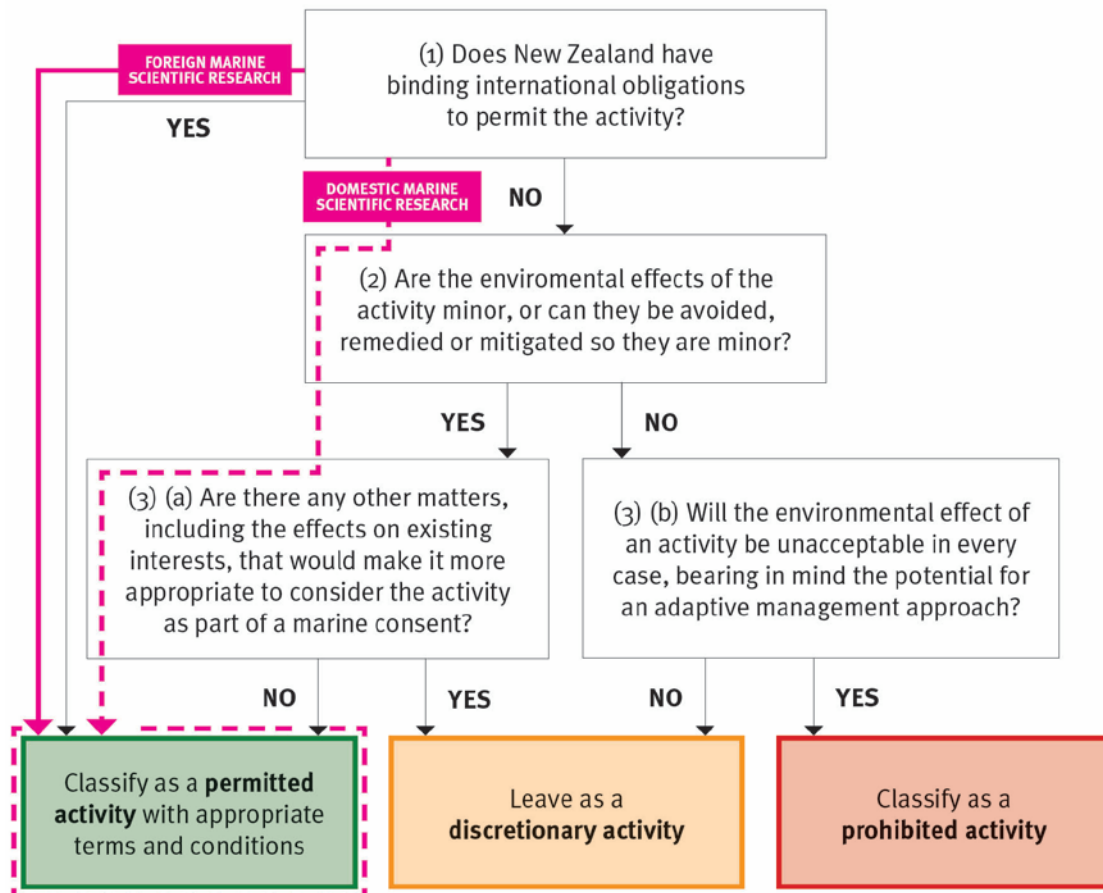 (1) Does New Zealand have
binding international obligations
to permit the activity?
FOREIGN MARINE
SCIENTIFIC RESEARCH
YES
DOMESTIC MARINE
SCIENTIFIC RESEARCH
NO
(2) Are the enviromental effects of the
activity minor, or can they be avoided,
remedied or mitigated so they are minor?
YES
NO
(3) (a) Are there any other matters,
including the effects on existing
interests, that would make it more
appropriate to consider the activity
as part of a marine consent?
(3) (b) Will the environmental effect of
an activity be unacceptable in every
case, bearing in mind the potential for
an adaptive management approach?
NO
YES
NO
YES
Classify as a permitted
activity with appropriate
terms and conditions
Leave as a
discretionary activity
Classify as a
prohibited activity